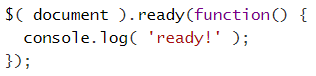 $( document ).ready(function() {
  console.log( 'ready!' );
});